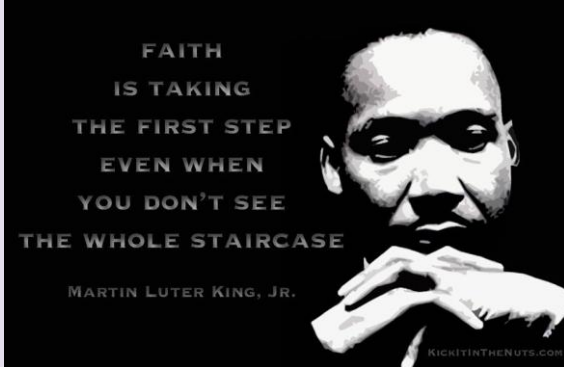 FAITH
IS TAKING
THE FIRST STEP
EVEN WHEN
YOU DON'T SEE
THE WHOLE STAIRCASE
MARTIN LUTER KING, JR.
KICKITINTHENUTS.COM